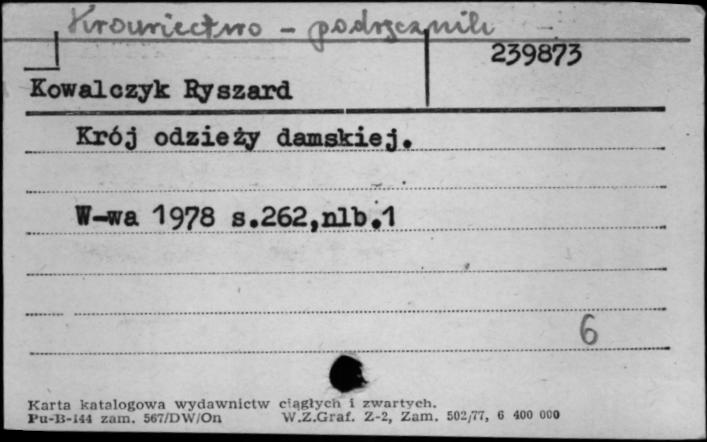 Krawiectwo - podręcznik
239873
Kowalczyk Ryszard
Krój odzieży damskiej.
W-wa 1978 s.262,nlb.1
6
Karta katalogowa wydawnictw ciągłych i zwartych.
Pu-B-144 zam. 567/DW/On W.Z.Graf. Z-2, Zam. 502/77, 6 400 000